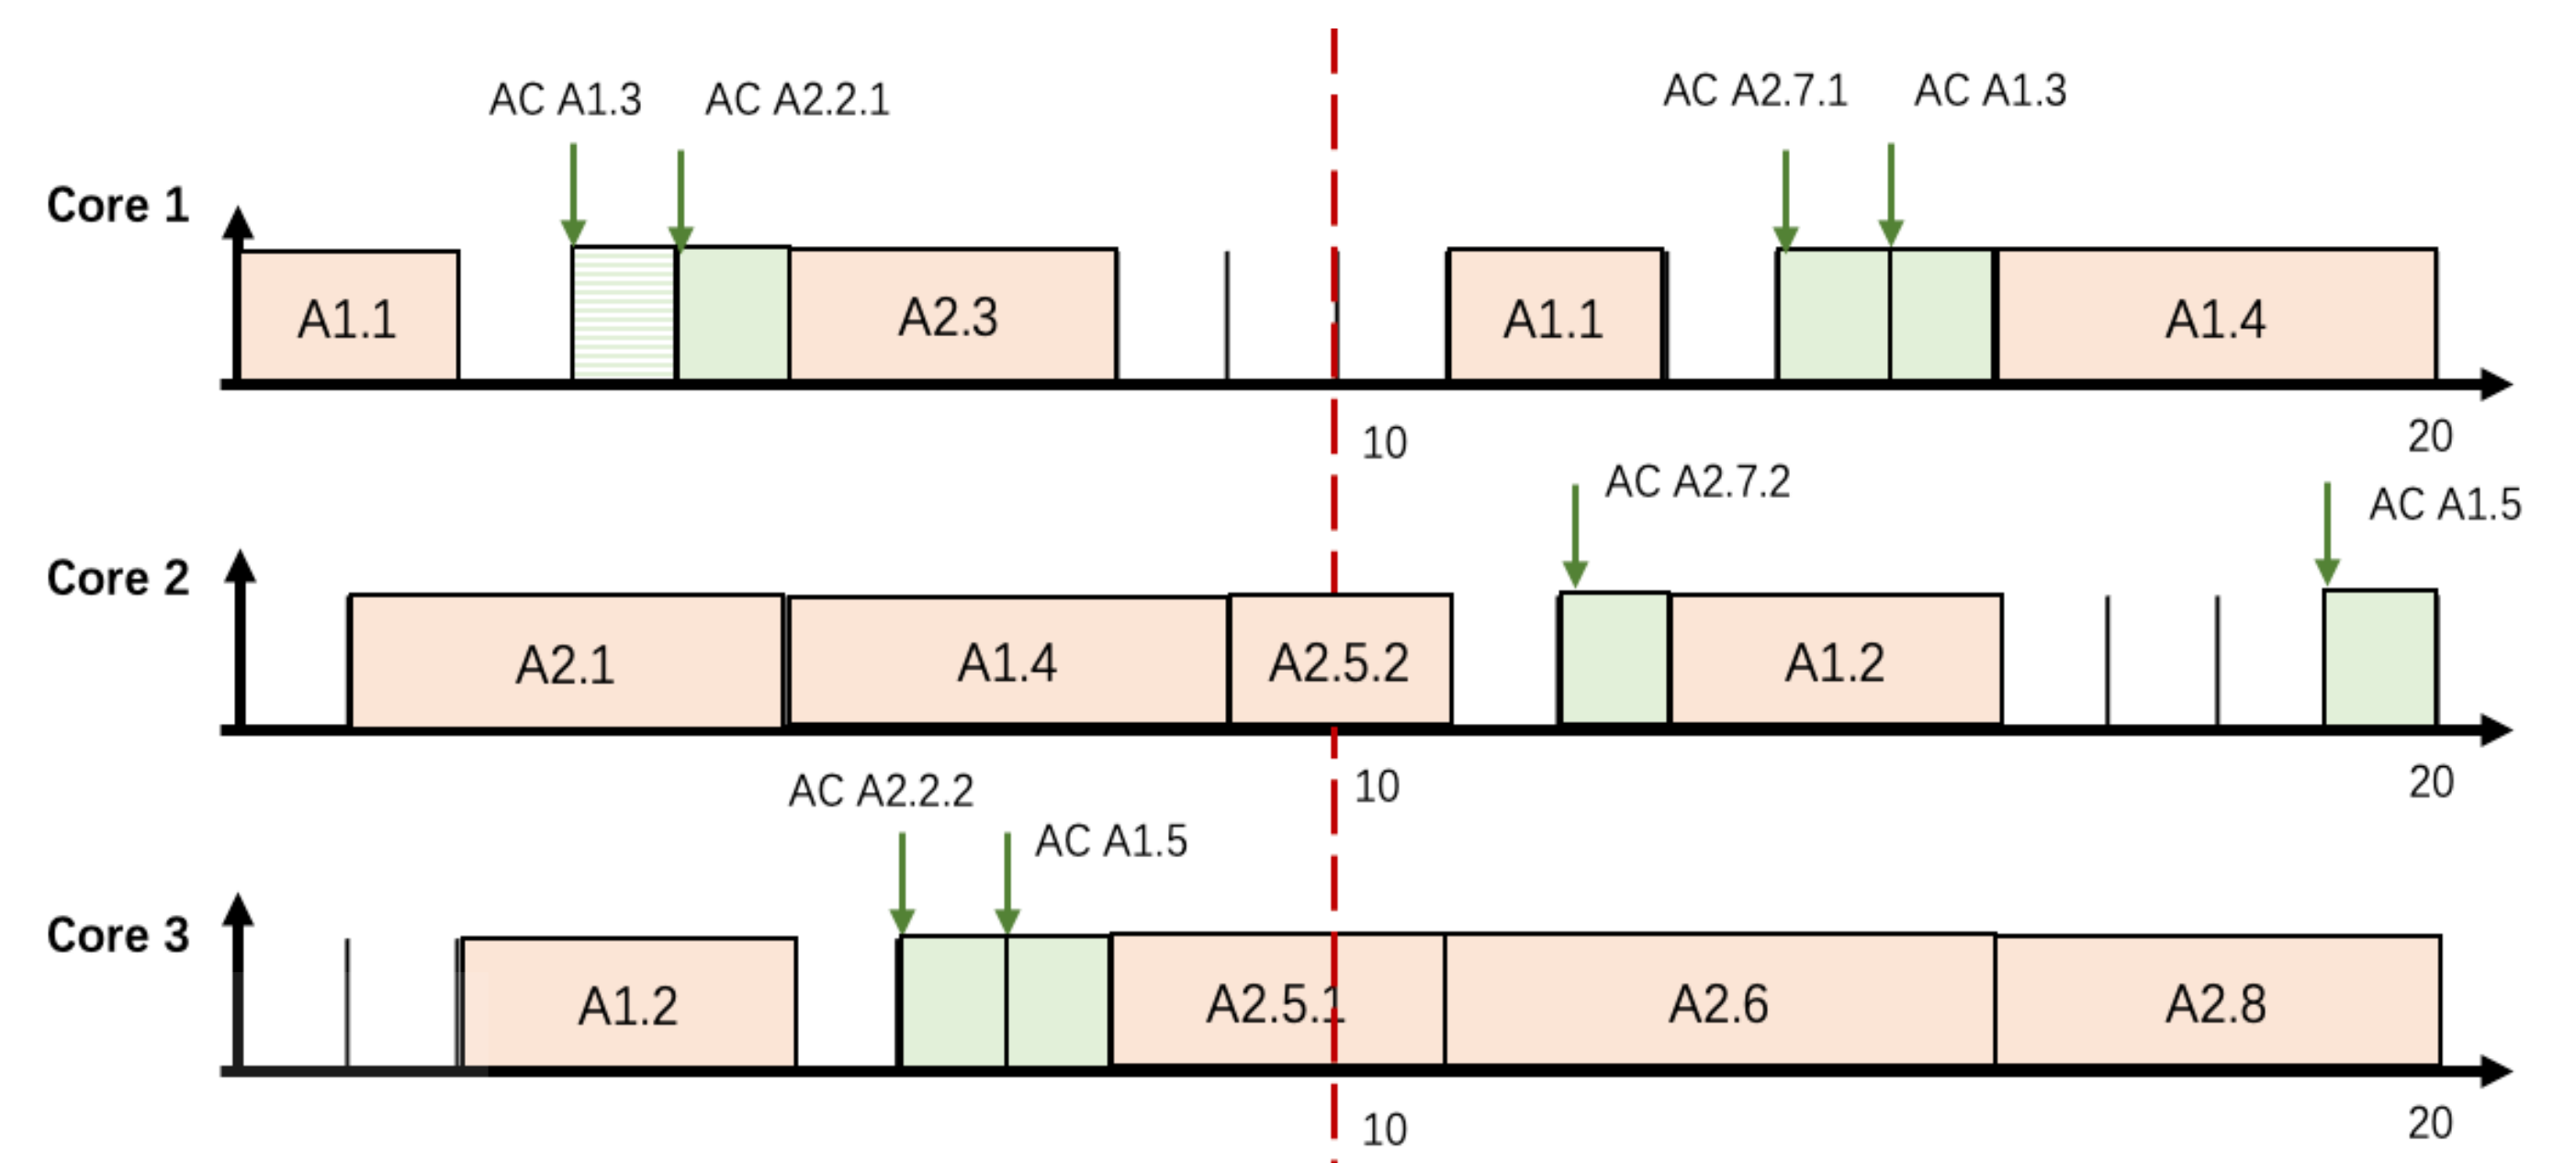 AC A1.3 AC A2.2.1 AC A2.7.1 AC A1.3
Core 1
A1.1 A2.3 A1.1 A1.4
10 20
AC A2.7.2
AC A1.5
Core 2
A2.1 A1.4 A2.5.2 A1.2
10 20
AC A2.2.2
AC A1.5
Core 3
A1.2 A2.5.1 A2.6 A2.8
10 20